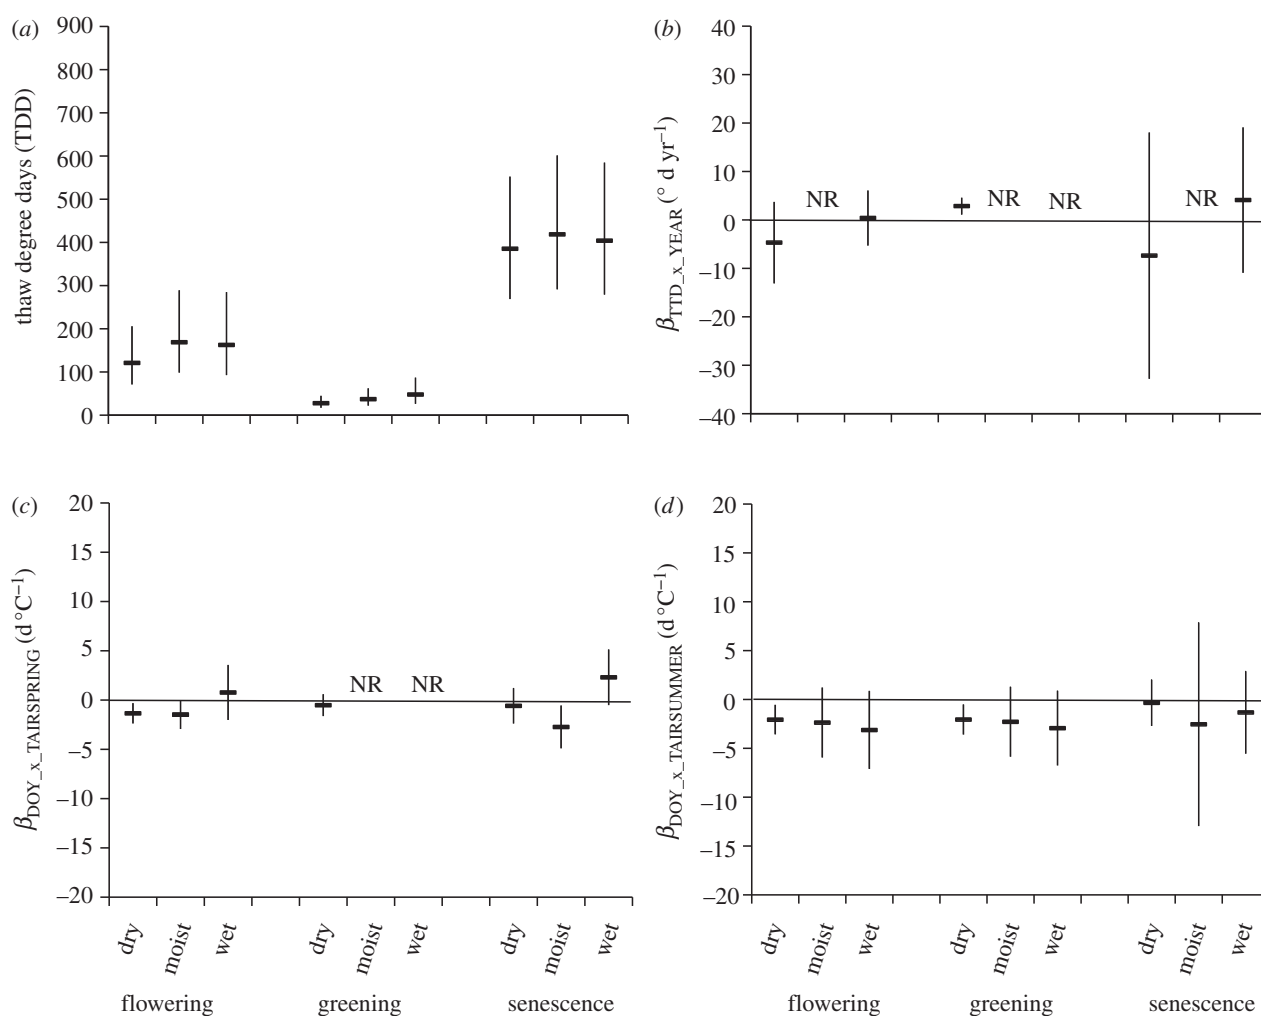 (a)
thaw degree days (TDD)
900
800
700
600
500
400
300
200
100
0
(b)
βTTD_x_YEAR (° d yr−1)
40
30
20
10
0
−10
−20
−30
−40
NR
NR
NR
NR
(c)
βDOY_x_TAIRSPRING (d °C−1)
20
15
10
5
0
−5
−10
−15
−20
NR
NR
dry
moist
wet
dry
moist
wet
dry
moist
wet
flowering
greening
senescence
(d)
βDOY_x_TAIRSUMMER (d °C−1)
20
15
10
5
0
−5
−10
−15
−20
dry
moist
wet
dry
moist
wet
dry
moist
wet
flowering
greening
senescence